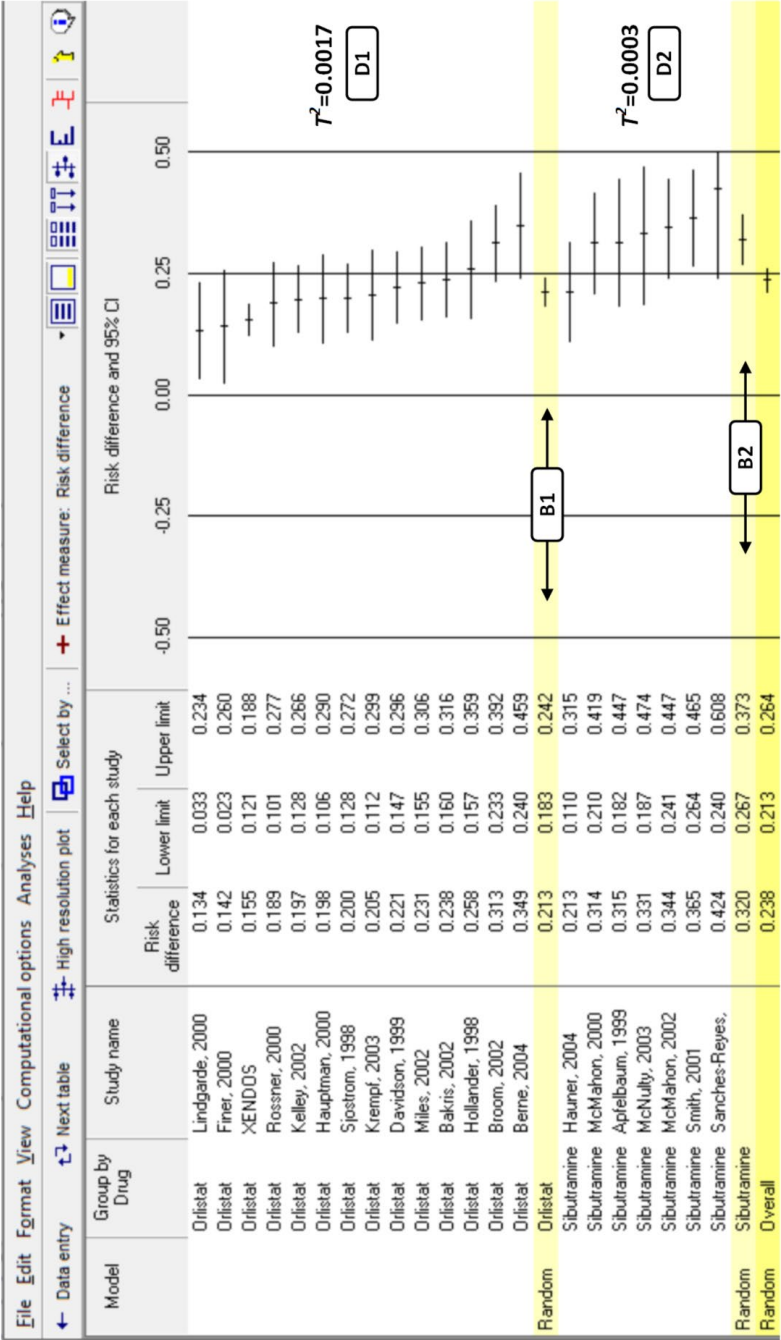 File Edit Format View Computational options Analyses Help
← Data entry Next table High resolution plot Select by ... + Effect measure: Risk difference
Model Group by Drug Study name Statistics for each study Risk difference and 95% CI
Risk difference Lower limit Upper limit -0.50 -0.25 0.00 0.25 0.50
Orlistat Lindgarde, 2000 0.134 0.033 0.234
Orlistat Finer, 2000 0.142 0.023 0.260
Orlistat XENDOS 0.155 0.121 0.188
Orlistat Rossner, 2000 0.189 0.101 0.277
Orlistat Kelley, 2002 0.197 0.128 0.266
Orlistat Hauptman, 2000 0.198 0.106 0.290
Orlistat Sjostrom, 1998 0.200 0.128 0.272
Orlistat Krempf, 2003 0.205 0.112 0.299
Orlistat Davidson, 1999 0.221 0.147 0.296
Orlistat Miles, 2002 0.231 0.155 0.306
Orlistat Bakris, 2002 0.238 0.160 0.316
Orlistat Hollander, 1998 0.258 0.157 0.359
Orlistat Broom, 2002 0.313 0.233 0.392
Orlistat Berne, 2004 0.349 0.240 0.459
T²=0.0017
D1
Random Orlistat 0.213 0.183 0.242 B1
Sibutramine Hauner, 2004 0.213 0.110 0.315
Sibutramine McMahon, 2000 0.314 0.210 0.419
Sibutramine Apfelbaum, 1999 0.315 0.182 0.447
Sibutramine McNulty, 2003 0.331 0.187 0.474
Sibutramine McMahon, 2002 0.344 0.241 0.447
Sibutramine Smith, 2001 0.365 0.264 0.465
Sibutramine Sanches-Reyes, 0.424 0.240 0.608
T²=0.0003
D2
Random Sibutramine 0.320 0.267 0.373 B2
Random Overall 0.238 0.213 0.264